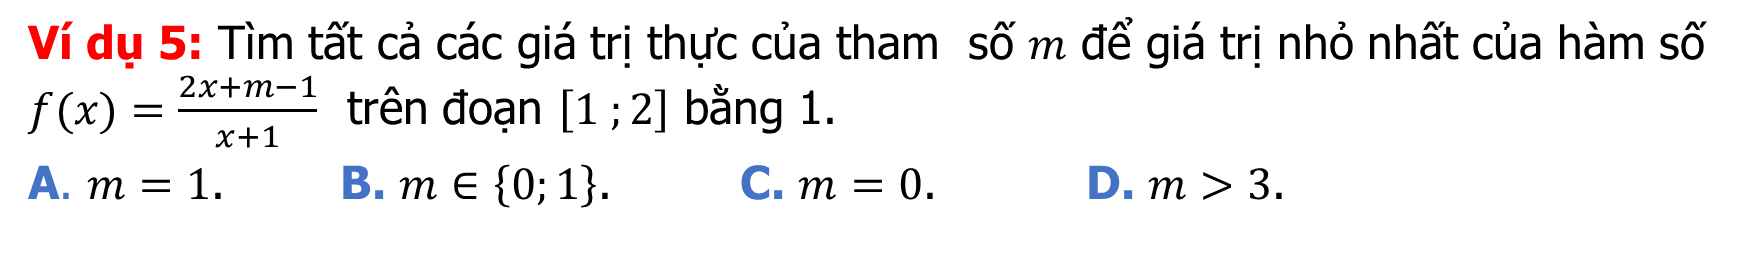 Ví dụ 5: Tìm tất cả các giá trị thực của tham số m để giá trị nhỏ nhất của hàm số
f(x) = \frac{2x+m−1}{x+1} trên đoạn [1 ; 2] bằng 1.
A. m = 1. B. m ∈ {0; 1}. C. m = 0. D. m > 3.